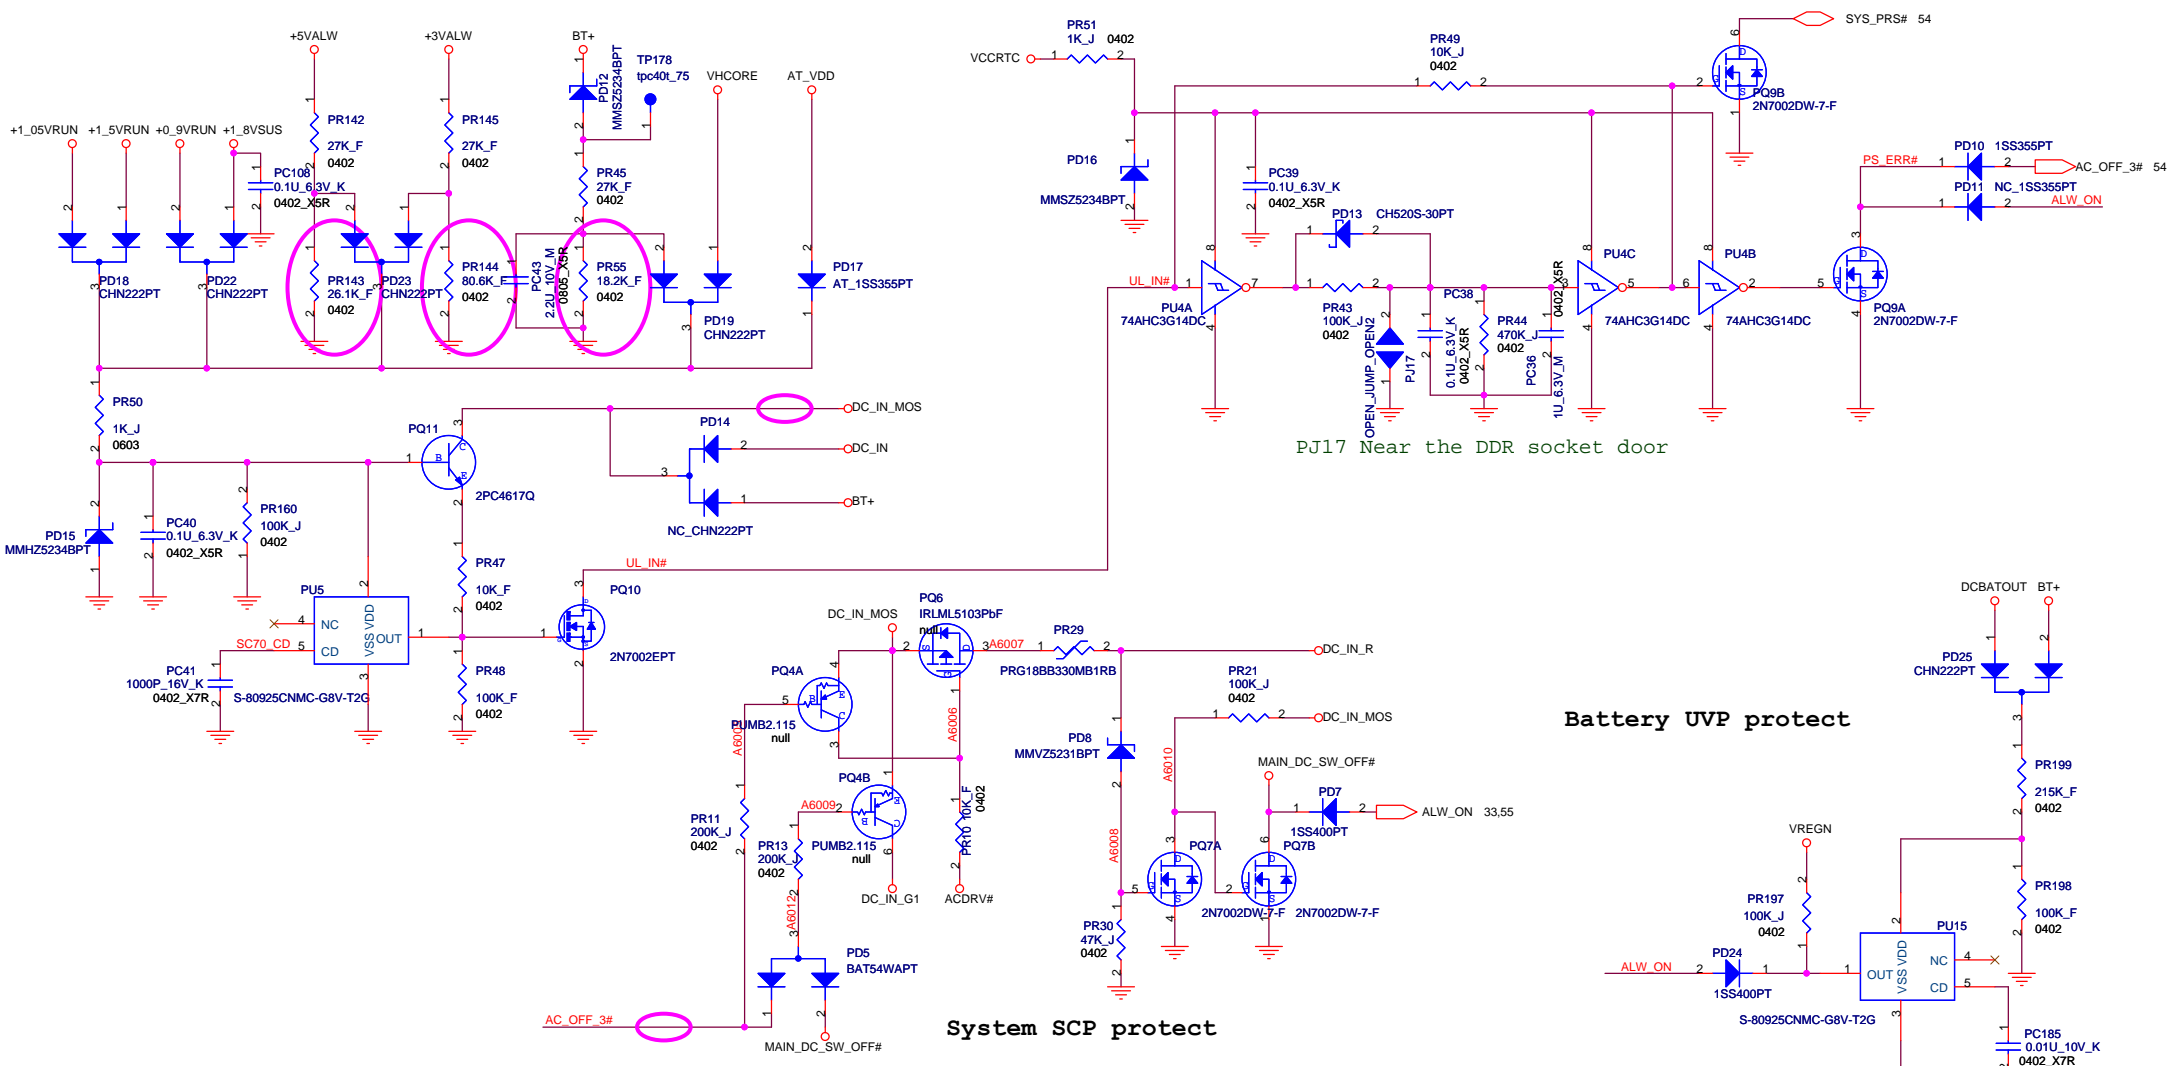 +5VALW
+3VALW
BT+
PD12
MMSZ5234BPT
TP178
tpc40t_75
VHCORE
AT_VDD
+1_05VRUN
+1_5VRUN
+0_9VRUN
+1_8VSUS
PR142
27K_F
0402
PR145
27K_F
0402
PC108
0.1U_6.3V_K
0402_X5R
PR45
27K_F
0402
PD18
CHN222PT
PD22
CHN222PT
PR143
26.1K_F
0402
PD23
CHN222PT
PR144
80.6K_F
0402
PC43
2.2U_10V_M
0805_X5R
PR55
18.2K_F
0402
PD19
CHN222PT
PD17
AT_1SS355PT
PR50
1K_J
0603
PQ11
2PC4617Q
DC_IN_MOS
PD14
DC_IN
BT+
NC_CHN222PT
PD15
MMHZ5234BPT
PC40
0.1U_6.3V_K
0402_X5R
PR160
100K_J
0402
PR47
10K_F
0402
UL_IN#
PQ10
2N7002EPT
PU5
NC
CD
VSS VDD
OUT
SC70_CD
PC41
1000P_16V_K
0402_X7R
S-80925CNMC-G8V-T2G
PR48
100K_F
0402
VCCRTC
PR51
1K_J 0402
PR49
10K_J
0402
SYS_PRS# 54
PQ9B
2N7002DW-7-F
PD16
MMSZ5234BPT
PC39
0.1U_6.3V_K
0402_X5R
PD13
CH520S-30PT
PS_ERR#
PD10
1SS355PT
AC_OFF_3# 54
PD11
NC_1SS355PT
ALW_ON
UL_IN#
PU4A
74AHC3G14DC
PR43
100K_J
0402
OPEN_JUMP_OPEN2
PJ17
PC38
0.1U_6.3V_K
0402_X5R
PR44
470K_J
0402
PC36
1U_6.3V_M
0402_X5R
PU4C
74AHC3G14DC
PU4B
74AHC3G14DC
PQ9A
2N7002DW-7-F
PJ17 Near the DDR socket door
DC_IN_MOS
PQ6
IRLML5103PbF
null
A6007
PR29
PRG18BB330MB1RB
DC_IN_R
PQ4A
PUMB2.115
null
A6006
PR21
100K_J
0402
DC_IN_MOS
PD8
MMVZ5231BPT
A6010
MAIN_DC_SW_OFF#
PD7
1SS400PT
ALW_ON 33,55
PQ4B
PUMB2.115
null
A6009
PR11
200K_J
0402
PR13
200K_J
0402
PR10 10K_F
0402
A6008
PQ7A
2N7002DW-7-F
PQ7B
2N7002DW-7-F
DC_IN_G1
ACDRV#
A6012
PR30
47K_J
0402
PD5
BAT54WAPT
AC_OFF_3#
MAIN_DC_SW_OFF#
System SCP protect
Battery UVP protect
DCBATOUT
BT+
PD25
CHN222PT
PR199
215K_F
0402
VREGN
PR197
100K_J
0402
PR198
100K_F
0402
PU15
OUT
VSS VDD
NC
CD
ALW_ON
PD24
1SS400PT
S-80925CNMC-G8V-T2G
PC185
0.01U_10V_K
0402_X7R